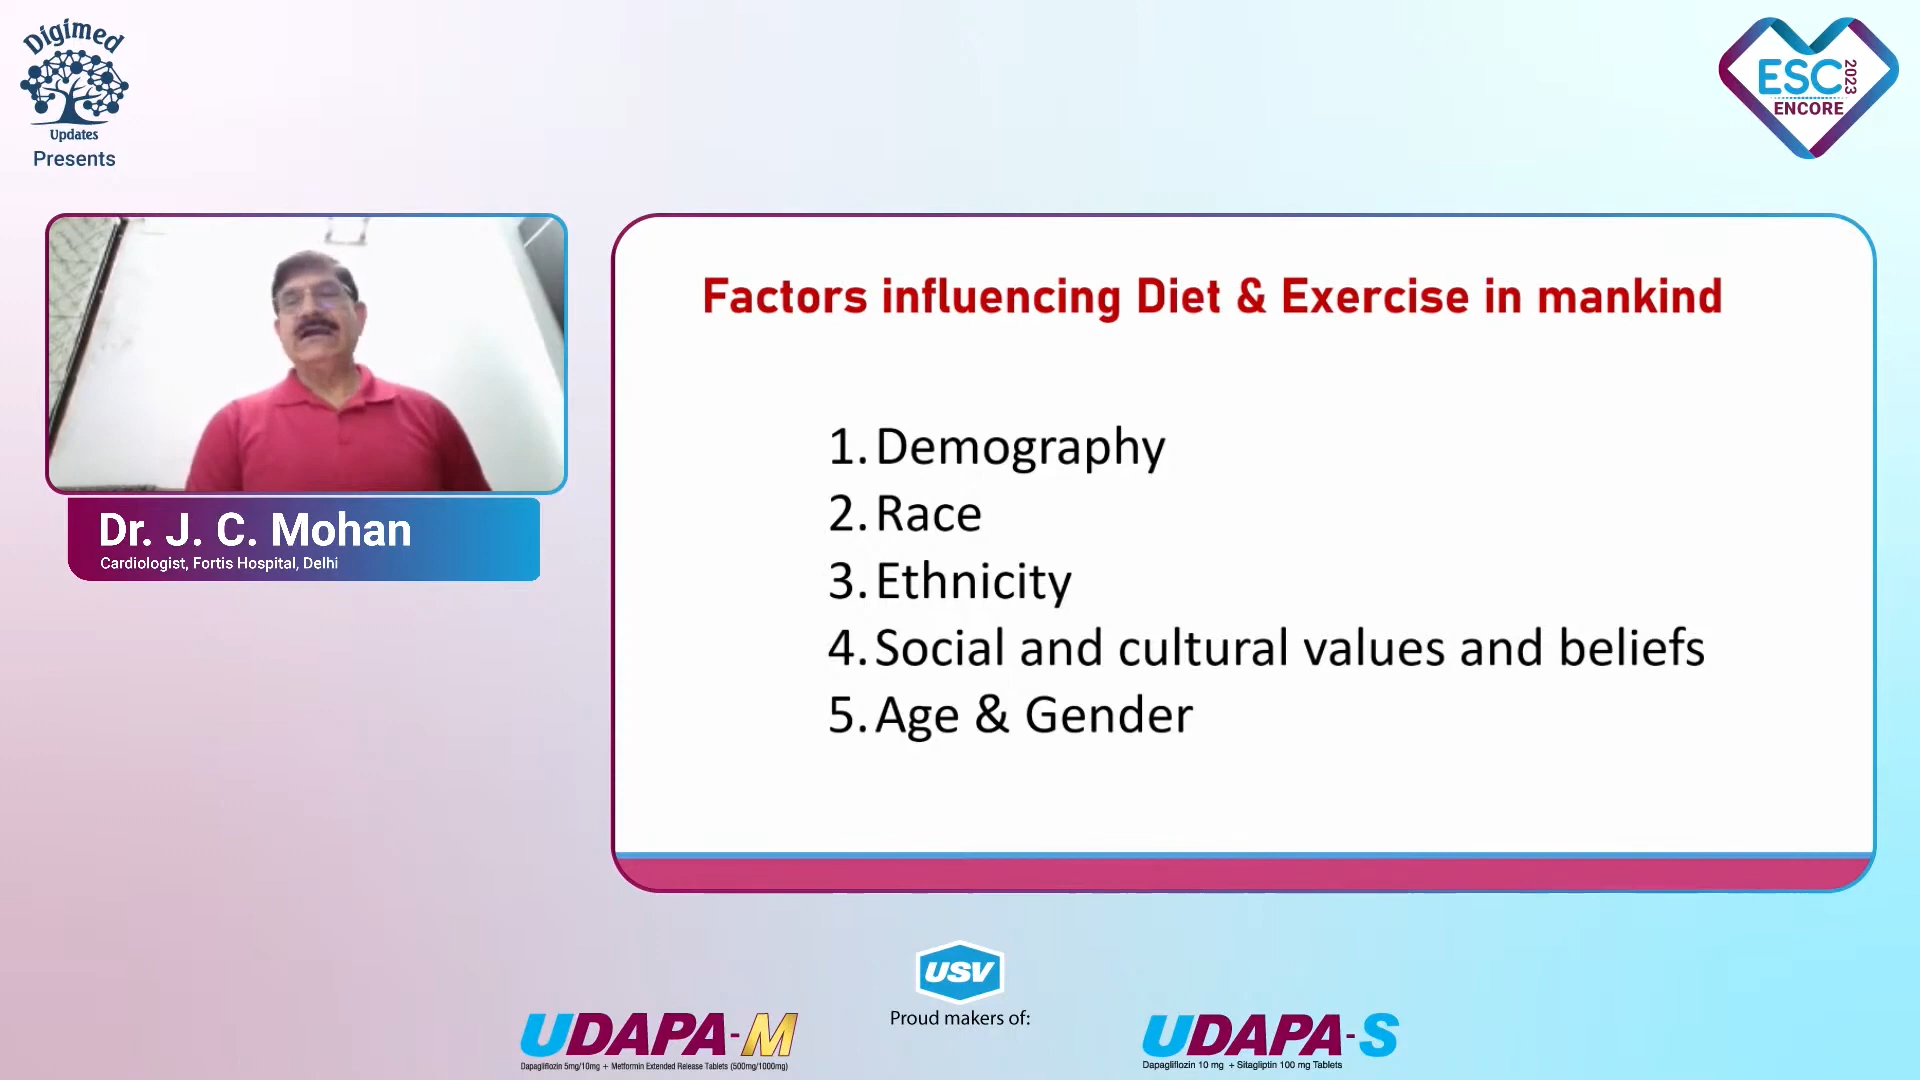 Digimed
Updates
Presents
ESC 2023
ENCORE
Dr. J. C. Mohan
Cardiologist, Fortis Hospital, Delhi
Factors influencing Diet & Exercise in mankind
1. Demography
2. Race
3. Ethnicity
4. Social and cultural values and beliefs
5. Age & Gender
USV
Proud makers of:
UDAPA-M
Dapagliflozin 5mg/10mg + Metformin Extended Release Tablets (500mg/1000mg)
UDAPA-S
Dapagliflozin 10 mg + Sitagliptin 100 mg Tablets